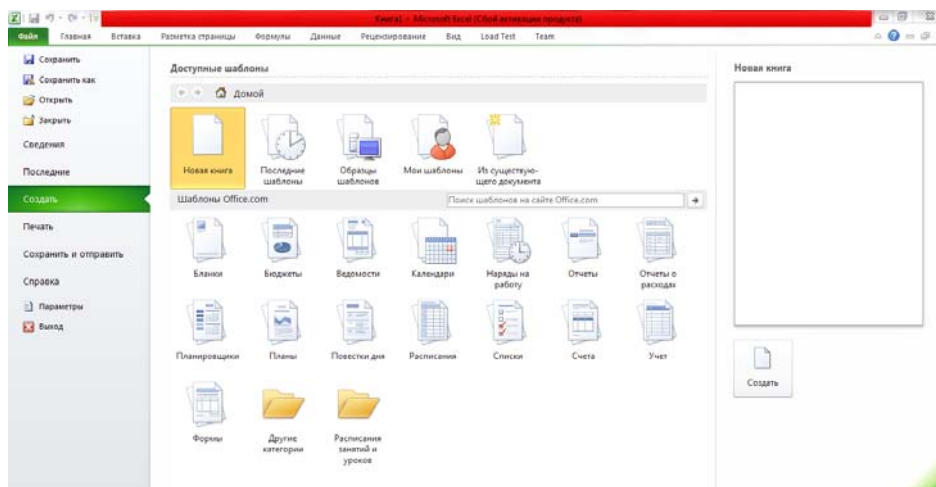 Книга1 - Microsoft Excel (Сбой активации продукта)
Файл Главная Вставка Разметка страницы Формулы Данные Рецензирование Вид Load Test Team
Сохранить
Сохранить как
Открыть
Закрыть
Сведения
Последние
Создать
Печать
Сохранить и отправить
Справка
Параметры
Выход
Доступные шаблоны
Домой
Новая книга
Последние
шаблоны
Образцы
шаблонов
Мои шаблоны
Из существую-
щего документа
Шаблоны Office.com
Поиск шаблонов на сайте Office.com
Бланки
Бюджеты
Ведомости
Календари
Наряды на
работу
Отчеты
Отчеты о
расходах
Планировщики
Планы
Повестки дня
Расписания
Списки
Счета
Учет
Формы
Другие
категории
Расписания
занятий и
уроков
Новая книга
Создать